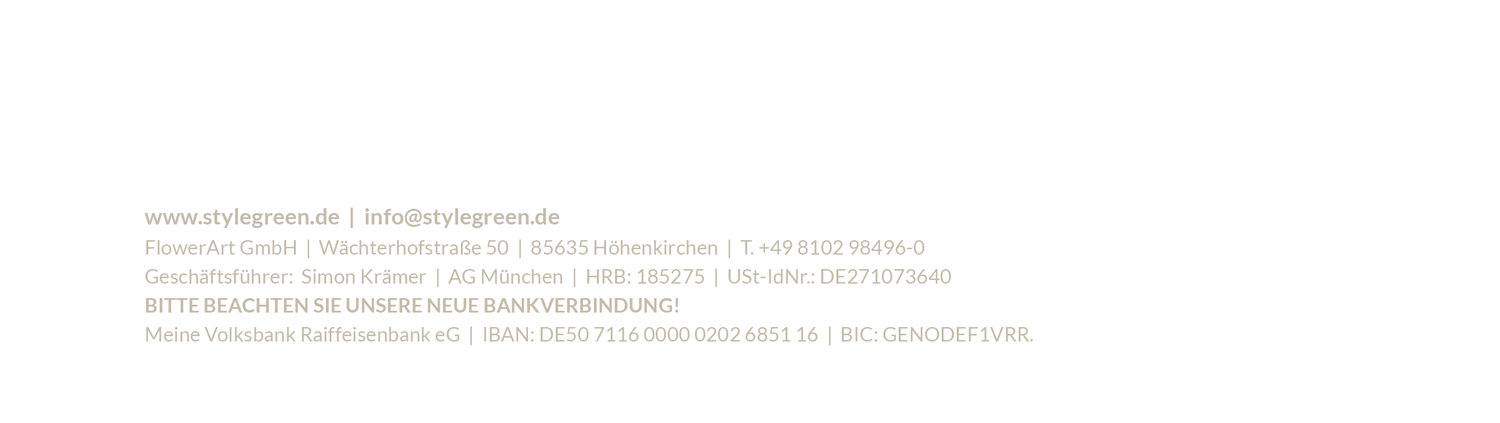 www.stylegreen.de | info@stylegreen.de
FlowerArt GmbH | Wächterhofstraße 50 | 85635 Höhenkirchen | T. +49 8102 98496-0
Geschäftsführer: Simon Krämer | AG München | HRB: 185275 | USt-IdNr.: DE271073640
BITTE BEACHTEN SIE UNSERE NEUE BANKVERBINDUNG!
Meine Volksbank Raiffeisenbank eG | IBAN: DE50 7116 0000 0202 6851 16 | BIC: GENODEF1VRR.